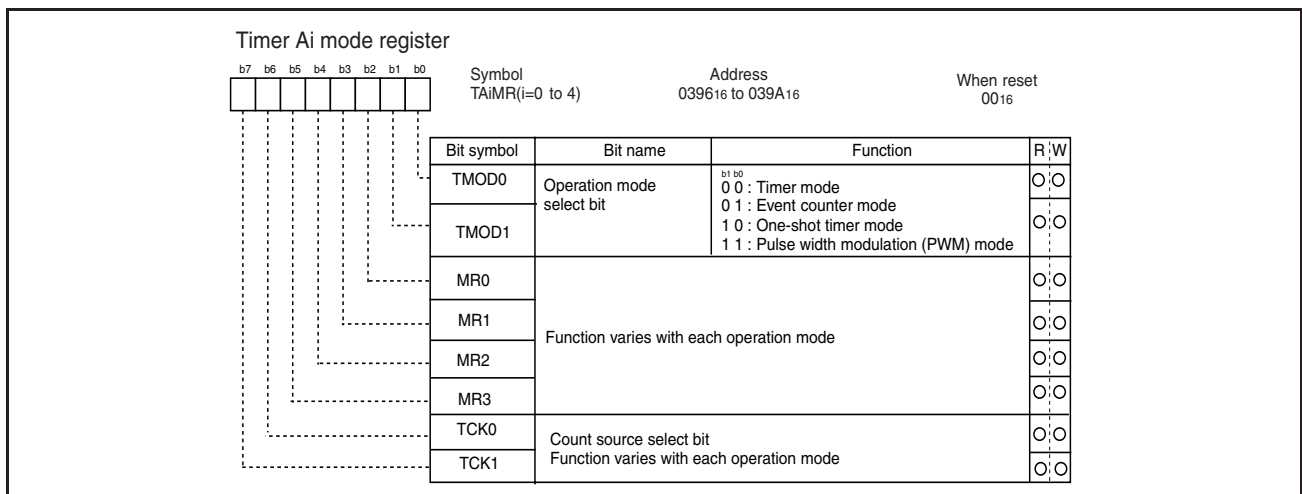 Timer Ai mode register
b7 b6 b5 b4 b3 b2 b1 b0
Symbol Address When reset
TAiMR(i=0 to 4) 039616 to 039A16 0016
Bit symbol Bit name Function R W
TMOD0 Operation mode select bit b1 b0
0 0 : Timer mode
0 1 : Event counter mode
TMOD1 1 0 : One-shot timer mode
1 1 : Pulse width modulation (PWM) mode
MR0
MR1
Function varies with each operation mode
MR2
MR3
TCK0 Count source select bit
TCK1 Function varies with each operation mode